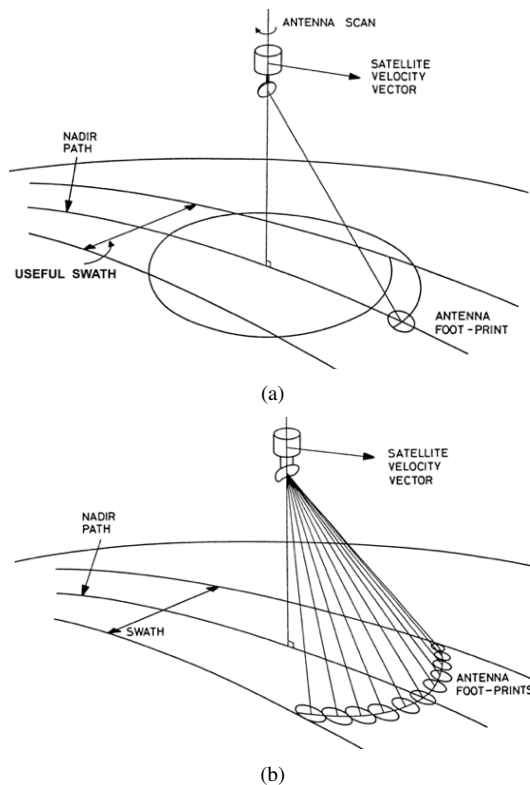 ANTENNA SCAN
SATELLITE
VELOCITY
VECTOR
NADIR
PATH
USEFUL SWATH
ANTENNA
FOOT-PRINT
(a)
SATELLITE
VELOCITY
VECTOR
NADIR
PATH
SWATH
ANTENNA
FOOT-PRINTS
(b)